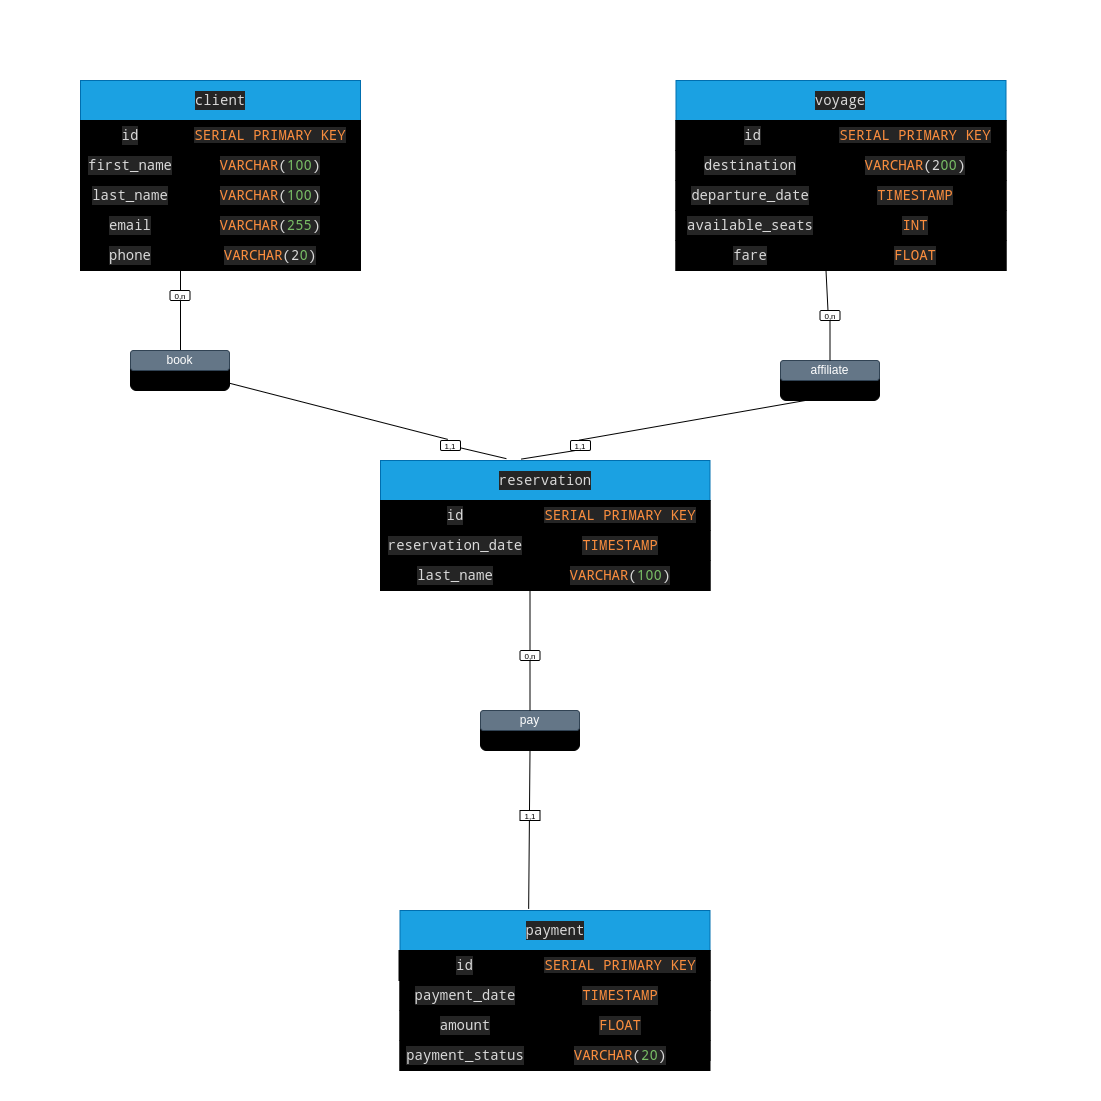 client
id SERIAL PRIMARY KEY
first_name VARCHAR(100)
last_name VARCHAR(100)
email VARCHAR(255)
phone VARCHAR(20)
voyage
id SERIAL PRIMARY KEY
destination VARCHAR(200)
departure_date TIMESTAMP
available_seats INT
fare FLOAT
0,n
0,n
book
affiliate
1,1
1,1
reservation
id SERIAL PRIMARY KEY
reservation_date TIMESTAMP
last_name VARCHAR(100)
0,n
pay
1,1
payment
id SERIAL PRIMARY KEY
payment_date TIMESTAMP
amount FLOAT
payment_status VARCHAR(20)